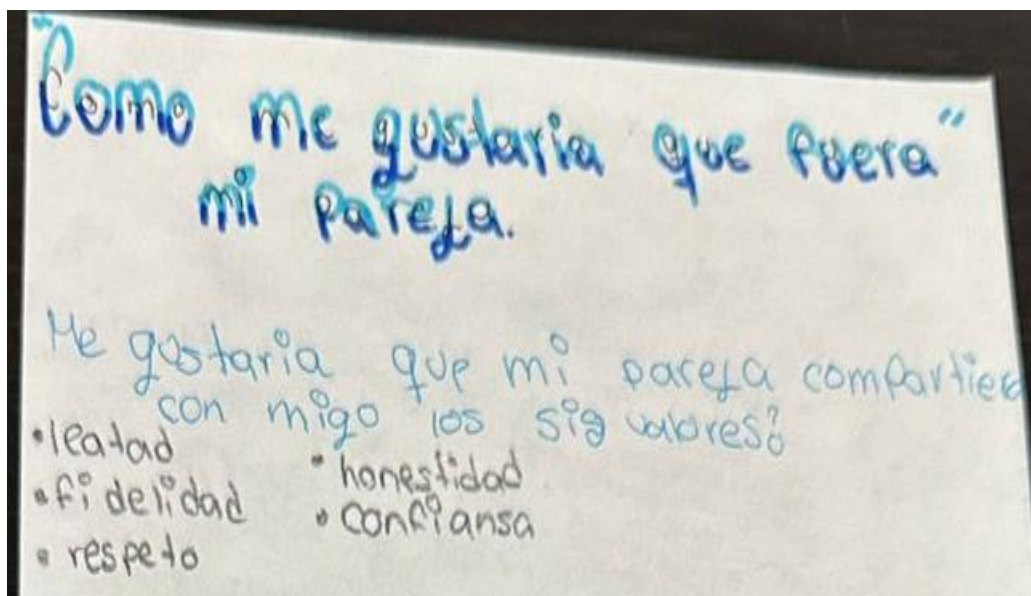 "Como me gustaria que fuera"
mi pareja.
Me gustaria que mi pareja compartiera
con migo los sig valores:
• leatad
• honestidad
• fidelidad
• confiansa
• respeto